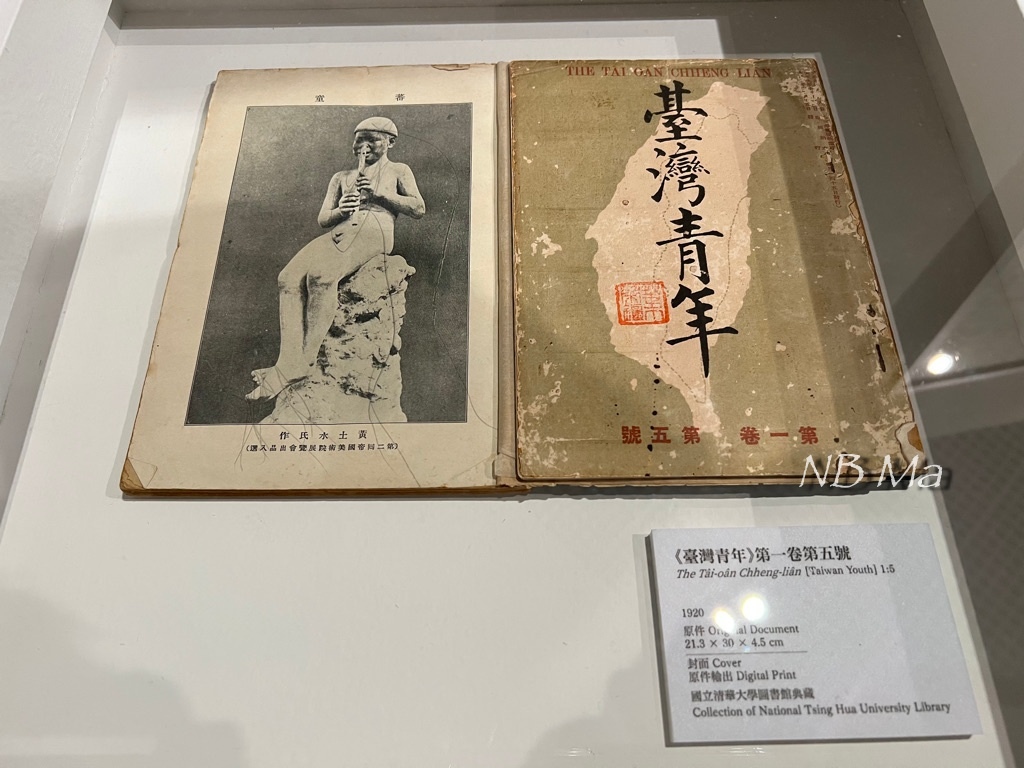 蕃童
黃土水氏作
(第二回帝國美術院展覽會出品入選)
THE TAI OAN CHHENG LIAN
臺灣青年
第一卷 第五號
NB Ma
《臺灣青年》第一卷第五號
The Tâi-oân Chheng-liân [Taiwan Youth] 1:5
1920
原件 Original Document
21.3 × 30 × 4.5 cm
封面 Cover
原件輸出 Digital Print
國立清華大學圖書館典藏
Collection of National Tsing Hua University Library